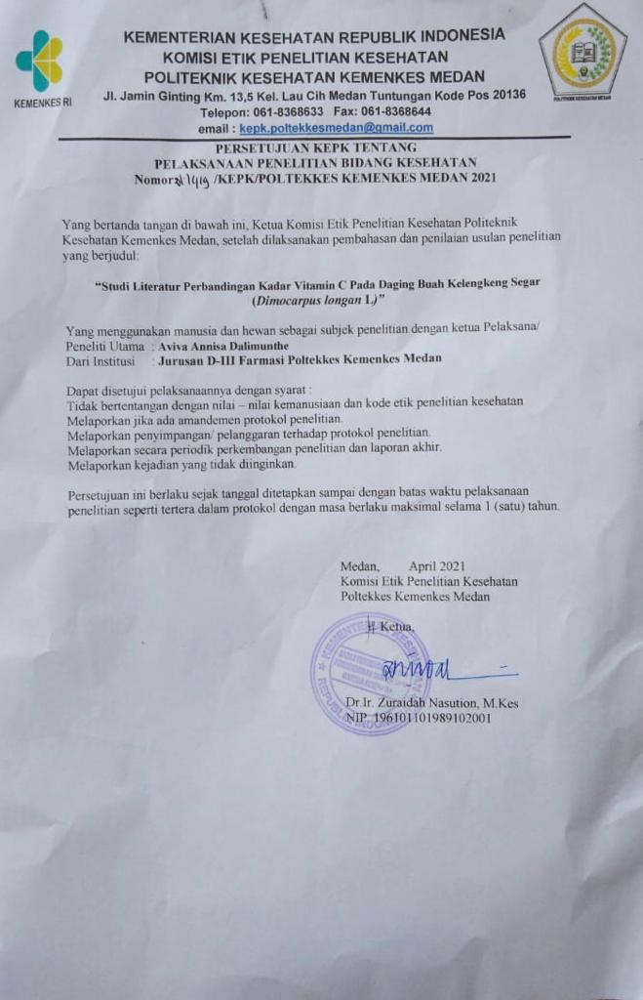 KEMENTERIAN KESEHATAN REPUBLIK INDONESIA
KOMISI ETIK PENELITIAN KESEHATAN
POLITEKNIK KESEHATAN KEMENKES MEDAN
KEMENKES RI
POLITEKNIK KESEHATAN MEDAN
Jl. Jamin Ginting Km. 13,5 Kel. Lau Cih Medan Tuntungan Kode Pos 20136
Telepon: 061-8368633 Fax: 061-8368644
email : kepk.poltekkesmedan@gmail.com
PERSETUJUAN KEPK TENTANG
PELAKSANAAN PENELITIAN BIDANG KESEHATAN
Nomor: /KEPK/POLTEKKES KEMENKES MEDAN 2021
Yang bertanda tangan di bawah ini, Ketua Komisi Etik Penelitian Kesehatan Politeknik
Kesehatan Kemenkes Medan, setelah dilaksanakan pembahasan dan penilaian usulan penelitian
yang berjudul:
“Studi Literatur Perbandingan Kadar Vitamin C Pada Daging Buah Kelengkeng Segar
(Dimocarpus longan L)”
Yang menggunakan manusia dan hewan sebagai subjek penelitian dengan ketua Pelaksana/
Peneliti Utama : Aviva Annisa Dalimunthe
Dari Institusi : Jurusan D-III Farmasi Poltekkes Kemenkes Medan
Dapat disetujui pelaksanaannya dengan syarat :
Tidak bertentangan dengan nilai – nilai kemanusiaan dan kode etik penelitian kesehatan
Melaporkan jika ada amandemen protokol penelitian.
Melaporkan penyimpangan/ pelanggaran terhadap protokol penelitian.
Melaporkan secara periodik perkembangan penelitian dan laporan akhir.
Melaporkan kejadian yang tidak diinginkan.
Persetujuan ini berlaku sejak tanggal ditetapkan sampai dengan batas waktu pelaksanaan
penelitian seperti tertera dalam protokol dengan masa berlaku maksimal selama 1 (satu) tahun.
Medan, April 2021
Komisi Etik Penelitian Kesehatan
Poltekkes Kemenkes Medan
Ketua,
KEMENTERIAN KESEHATAN
REPUBLIK INDONESIA
Dr.Ir. Zuraidah Nasution, M.Kes
NIP. 196101101989102001